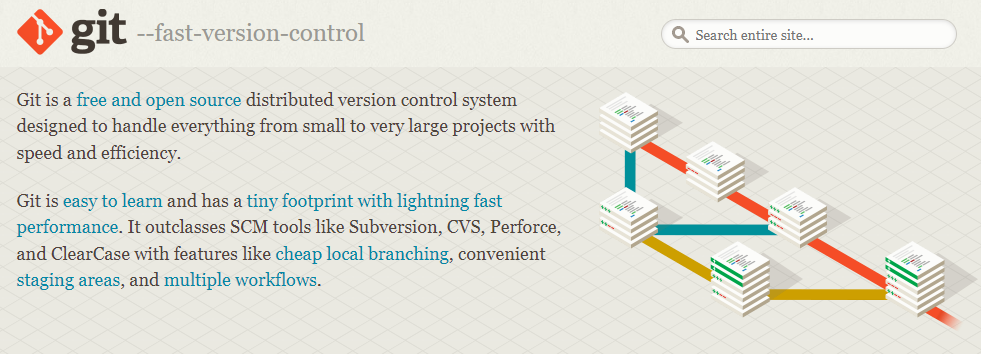 git --fast-version-control
Search entire site...
Git is a free and open source distributed version control system
designed to handle everything from small to very large projects with
speed and efficiency.
Git is easy to learn and has a tiny footprint with lightning fast
performance. It outclasses SCM tools like Subversion, CVS, Perforce,
and ClearCase with features like cheap local branching, convenient
staging areas, and multiple workflows.